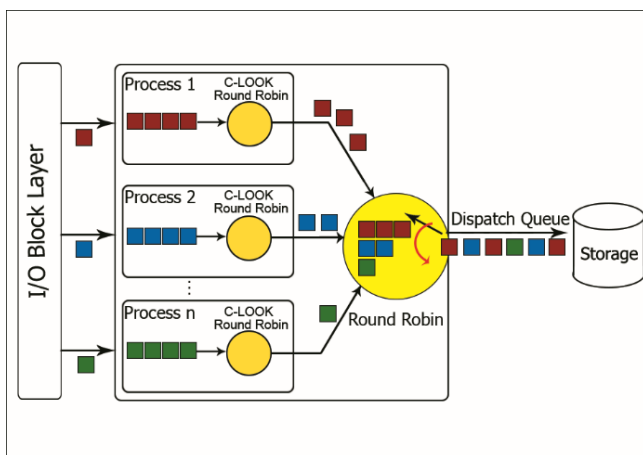 I/O Block Layer
Process 1
C-LOOK
Round Robin
Process 2
C-LOOK
Round Robin
Process n
C-LOOK
Round Robin
Round Robin
Dispatch Queue
Storage